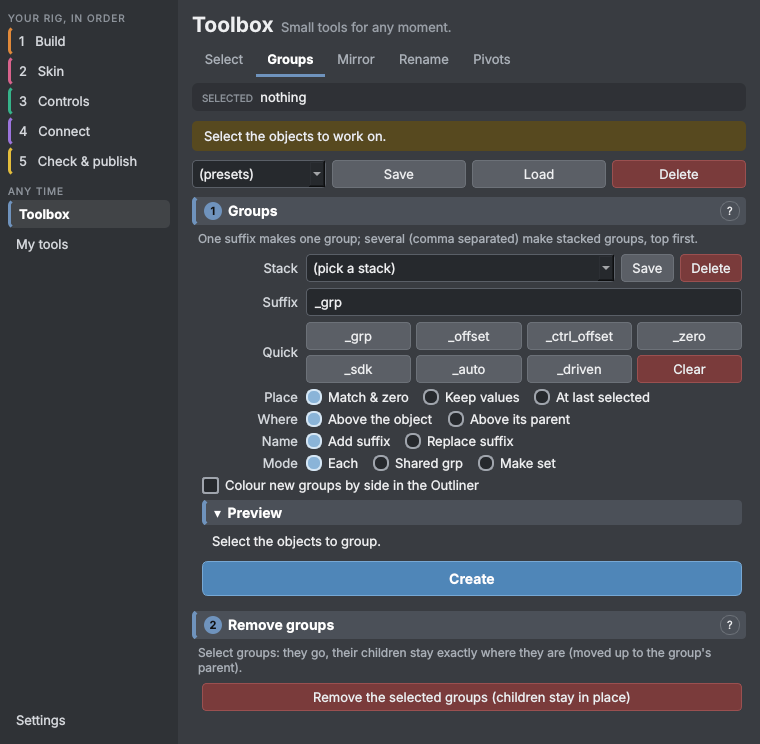 YOUR RIG, IN ORDER
1 Build
2 Skin
3 Controls
4 Connect
5 Check & publish
ANY TIME
Toolbox
My tools
Settings
Toolbox Small tools for any moment.
Select Groups Mirror Rename Pivots
SELECTED nothing
Select the objects to work on.
(presets) Save Load Delete
1 Groups ?
One suffix makes one group; several (comma separated) make stacked groups, top first.
Stack (pick a stack) Save Delete
Suffix _grp
Quick _grp _offset _ctrl_offset _zero
_sdk _auto _driven Clear
Place Match & zero Keep values At last selected
Where Above the object Above its parent
Name Add suffix Replace suffix
Mode Each Shared grp Make set
Colour new groups by side in the Outliner
▼ Preview
Select the objects to group.
Create
2 Remove groups ?
Select groups: they go, their children stay exactly where they are (moved up to the group's
parent).
Remove the selected groups (children stay in place)